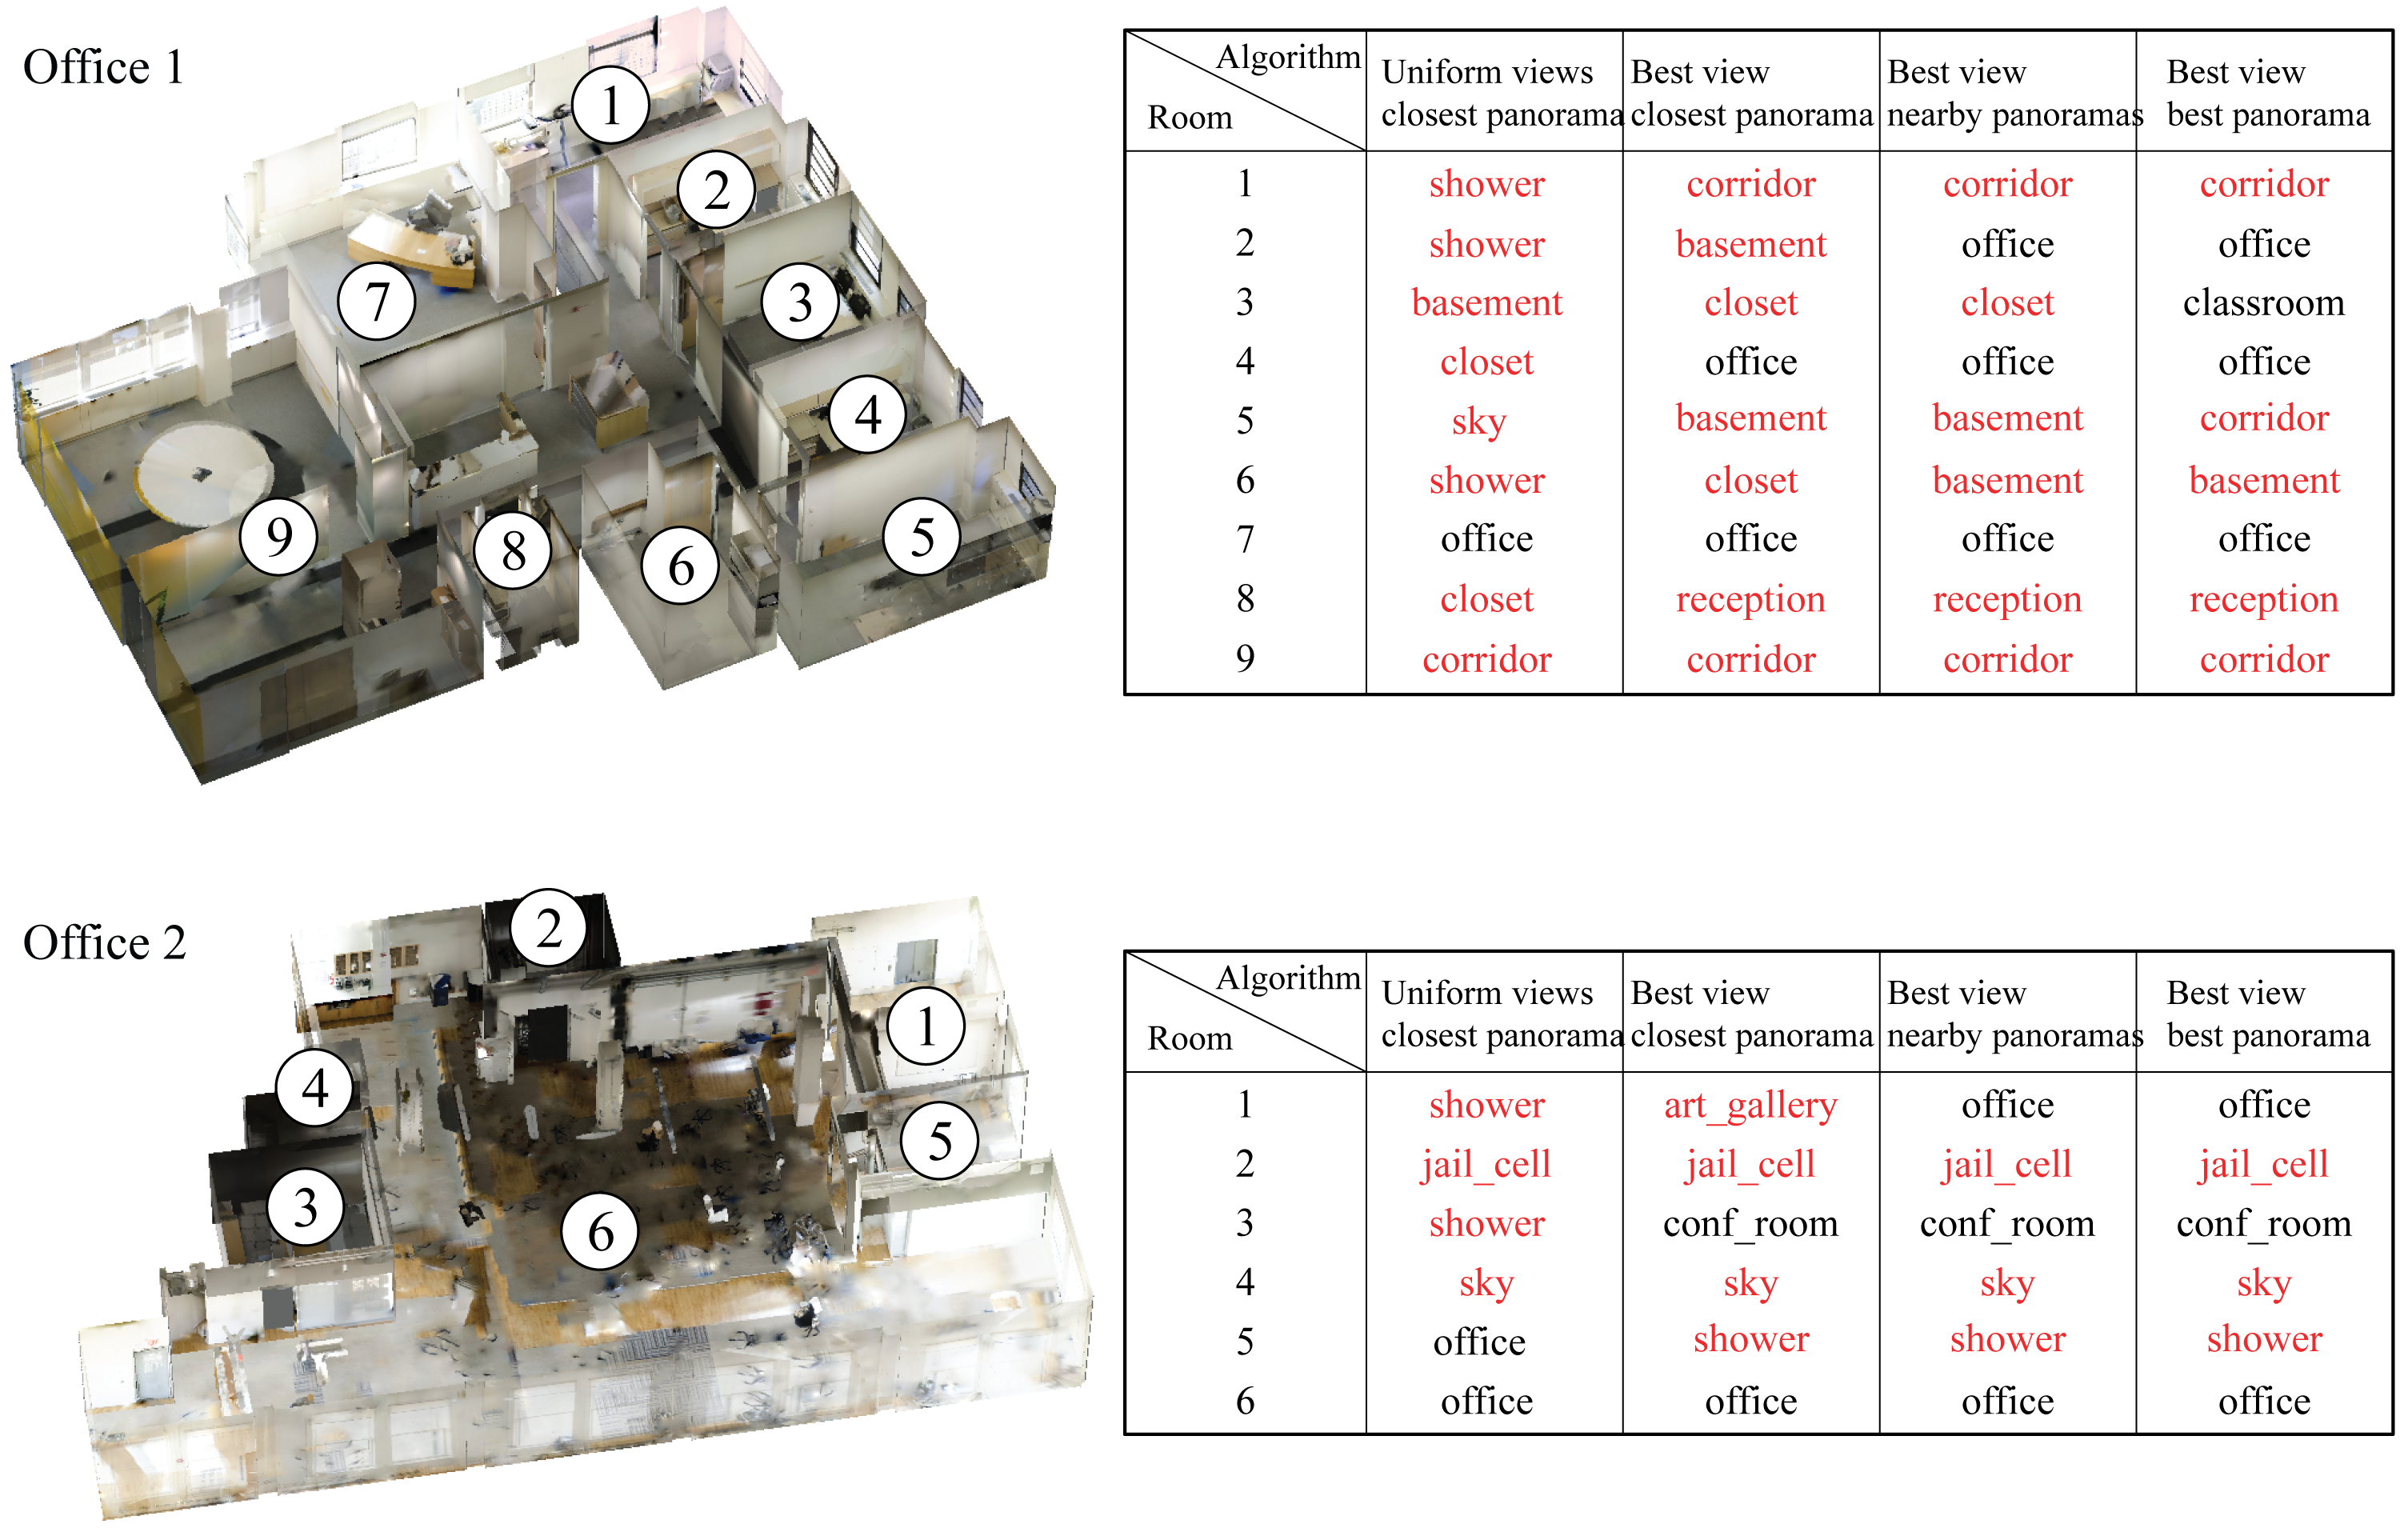 Office 1
1
2
3
7
4
9
8
6
5
Algorithm
Room
Uniform views closest panorama
Best view closest panorama
Best view nearby panoramas
Best view best panorama
1 shower corridor corridor corridor
2 shower basement office office
3 basement closet closet classroom
4 closet office office office
5 sky basement basement corridor
6 shower closet basement basement
7 office office office office
8 closet reception reception reception
9 corridor corridor corridor corridor
Office 2
2
1
4
5
3
6
Algorithm
Room
Uniform views closest panorama
Best view closest panorama
Best view nearby panoramas
Best view best panorama
1 shower art_gallery office office
2 jail_cell jail_cell jail_cell jail_cell
3 shower conf_room conf_room conf_room
4 sky sky sky sky
5 office shower shower shower
6 office office office office